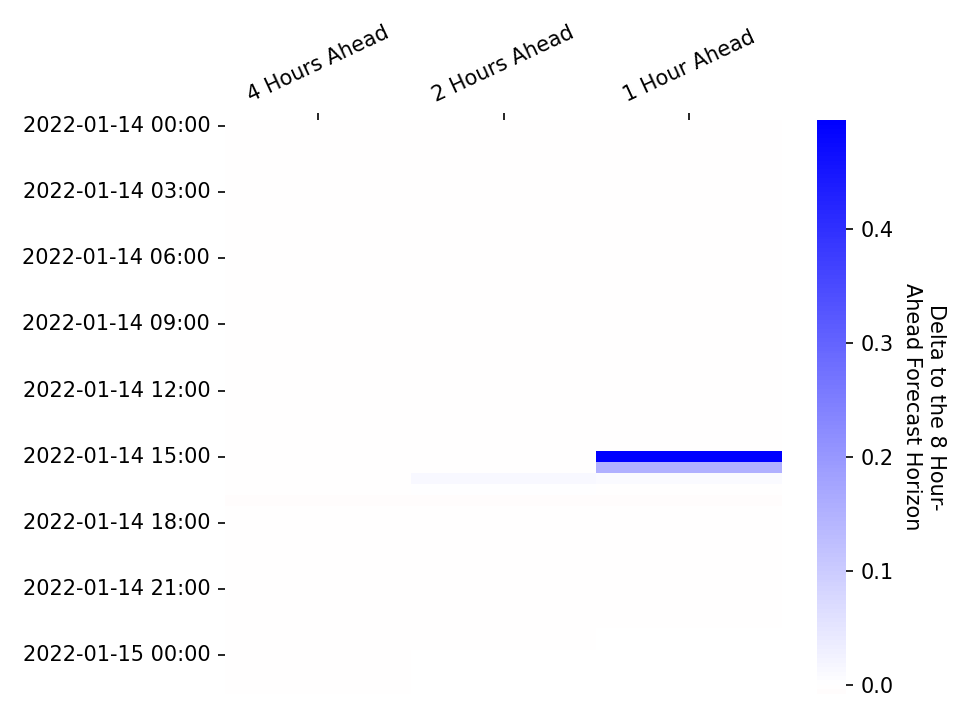 4 Hours Ahead
2 Hours Ahead
1 Hour Ahead
2022-01-14 00:00
2022-01-14 03:00
2022-01-14 06:00
2022-01-14 09:00
2022-01-14 12:00
2022-01-14 15:00
2022-01-14 18:00
2022-01-14 21:00
2022-01-15 00:00
0.4
0.3
0.2
0.1
0.0
Delta to the 8 Hour-
Ahead Forecast Horizon